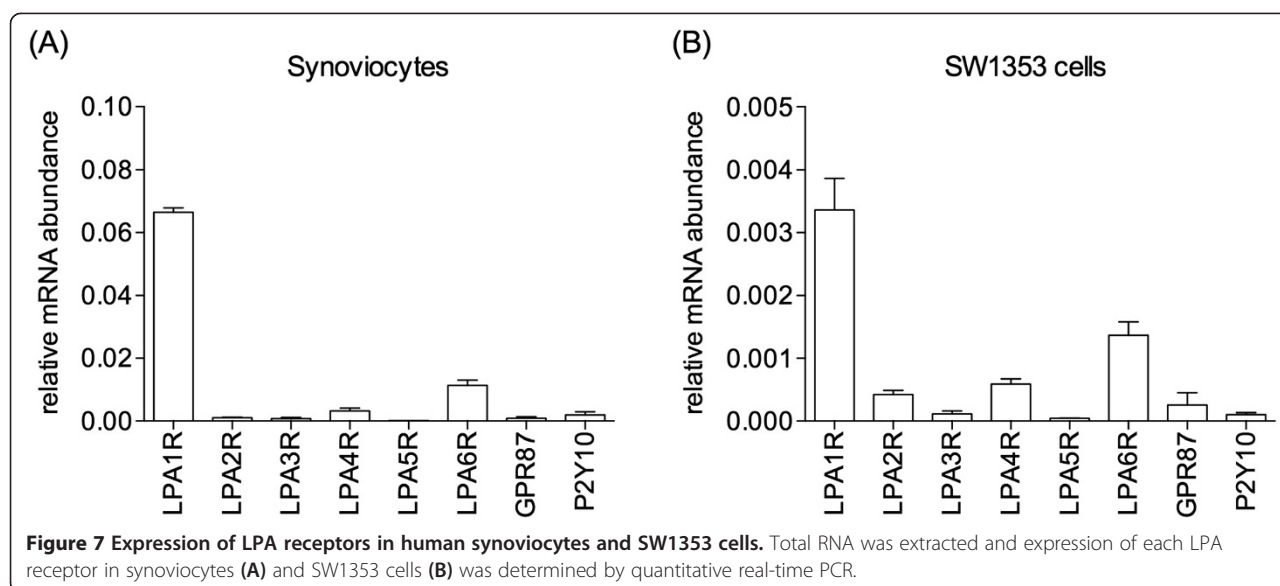 (A)
Synoviocytes
relative mRNA abundance
0.10
0.08
0.06
0.04
0.02
0.00
LPA1R
LPA2R
LPA3R
LPA4R
LPA5R
LPA6R
GPR87
P2Y10
(B)
SW1353 cells
relative mRNA abundance
0.005
0.004
0.003
0.002
0.001
0.000
LPA1R
LPA2R
LPA3R
LPA4R
LPA5R
LPA6R
GPR87
P2Y10
Figure 7 Expression of LPA receptors in human synoviocytes and SW1353 cells. Total RNA was extracted and expression of each LPA
receptor in synoviocytes (A) and SW1353 cells (B) was determined by quantitative real-time PCR.